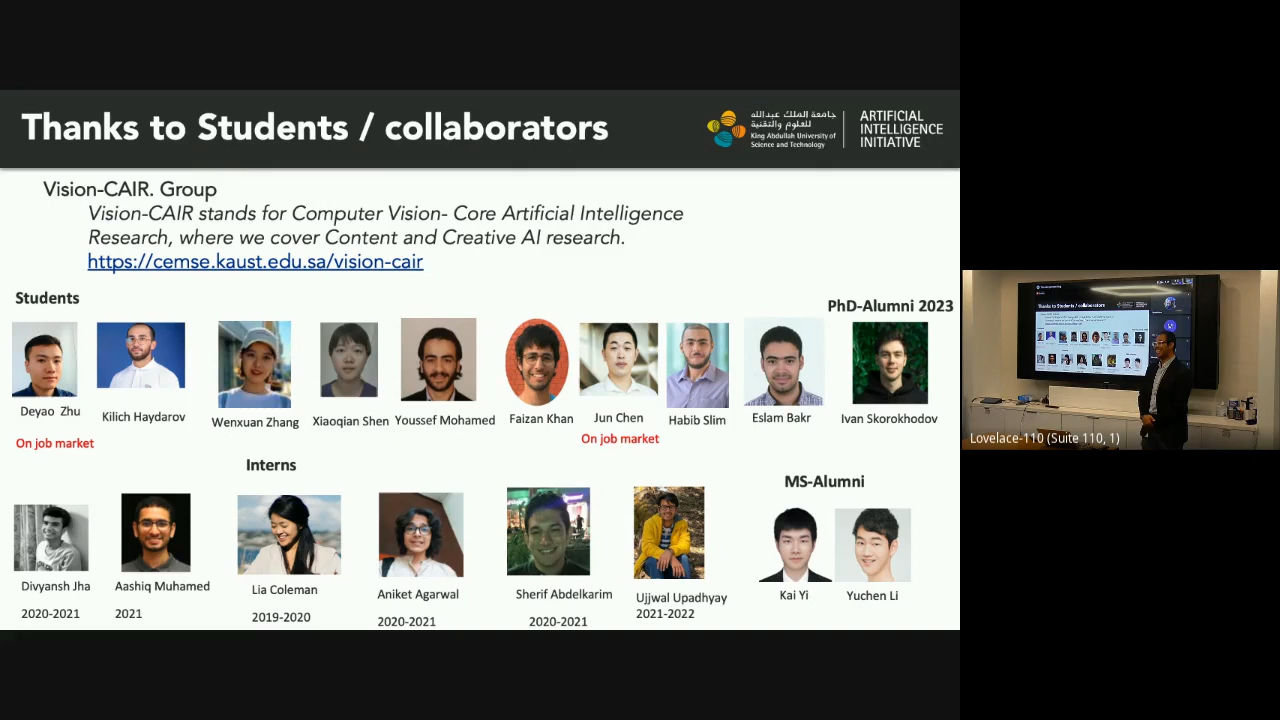 Thanks to Students / collaborators
جامعة الملك عبدالله
للعلوم والتقنية
King Abdullah University of
Science and Technology
ARTIFICIAL
INTELLIGENCE
INITIATIVE
Vision-CAIR. Group
Vision-CAIR stands for Computer Vision- Core Artificial Intelligence
Research, where we cover Content and Creative AI research.
https://cemse.kaust.edu.sa/vision-cair
Students
PhD-Alumni 2023
Deyao Zhu
Kilich Haydarov
Wenxuan Zhang
Xiaoqian Shen
Youssef Mohamed
Faizan Khan
Jun Chen
Habib Slim
Eslam Bakr
Ivan Skorokhodov
On job market
On job market
Interns
MS-Alumni
Divyansh Jha
Aashiq Muhamed
Lia Coleman
Aniket Agarwal
Sherif Abdelkarim
Ujjwal Upadhyay
Kai Yi
Yuchen Li
2020-2021
2021
2019-2020
2020-2021
2020-2021
2021-2022
Thanks to Students / collaborators
Lovelace-110 (Suite 110, 1)